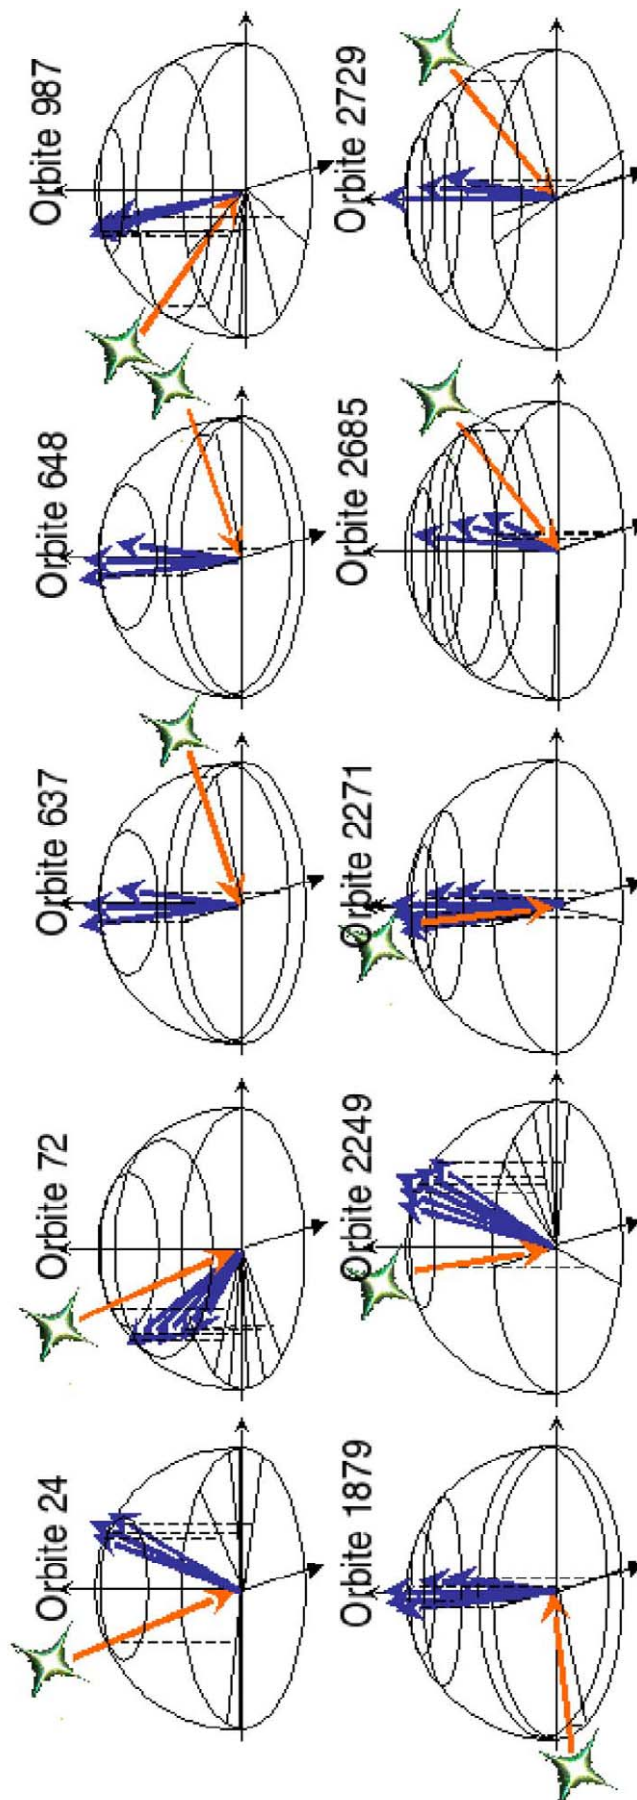 Orbite 24
Orbite 72
Orbite 637
Orbite 648
Orbite 987
Orbite 1879
Orbite 2249
Orbite 2271
Orbite 2685
Orbite 2729